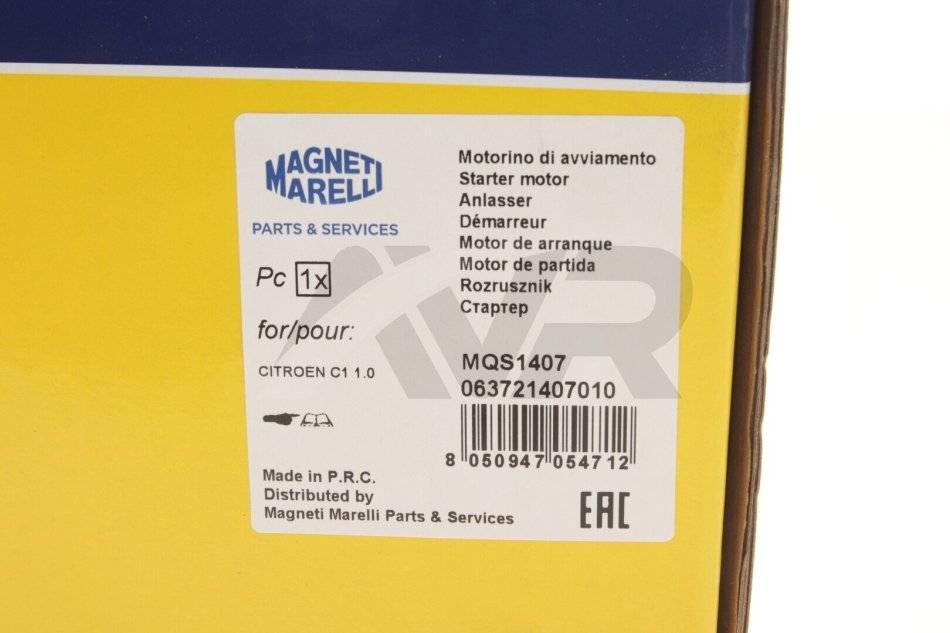 MAGNETI
MARELLI
PARTS & SERVICES
Pc 1x
for/pour:
CITROEN C1 1.0
Motorino di avviamento
Starter motor
Anlasser
Démarreur
Motor de arranque
Motor de partida
Rozrusznik
Стартер
MQS1407
063721407010
8 050947 054712
Made in P.R.C.
Distributed by
Magneti Marelli Parts & Services
EAC
AVR